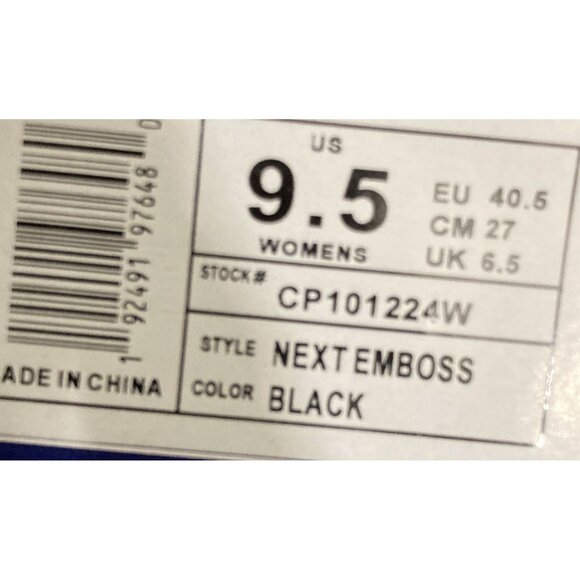 US
9.5
WOMENS
EU 40.5
CM 27
UK 6.5
STOCK# CP101224W
STYLE NEXT EMBOSS
COLOR BLACK
1 92491 97648 0
ADE IN CHINA